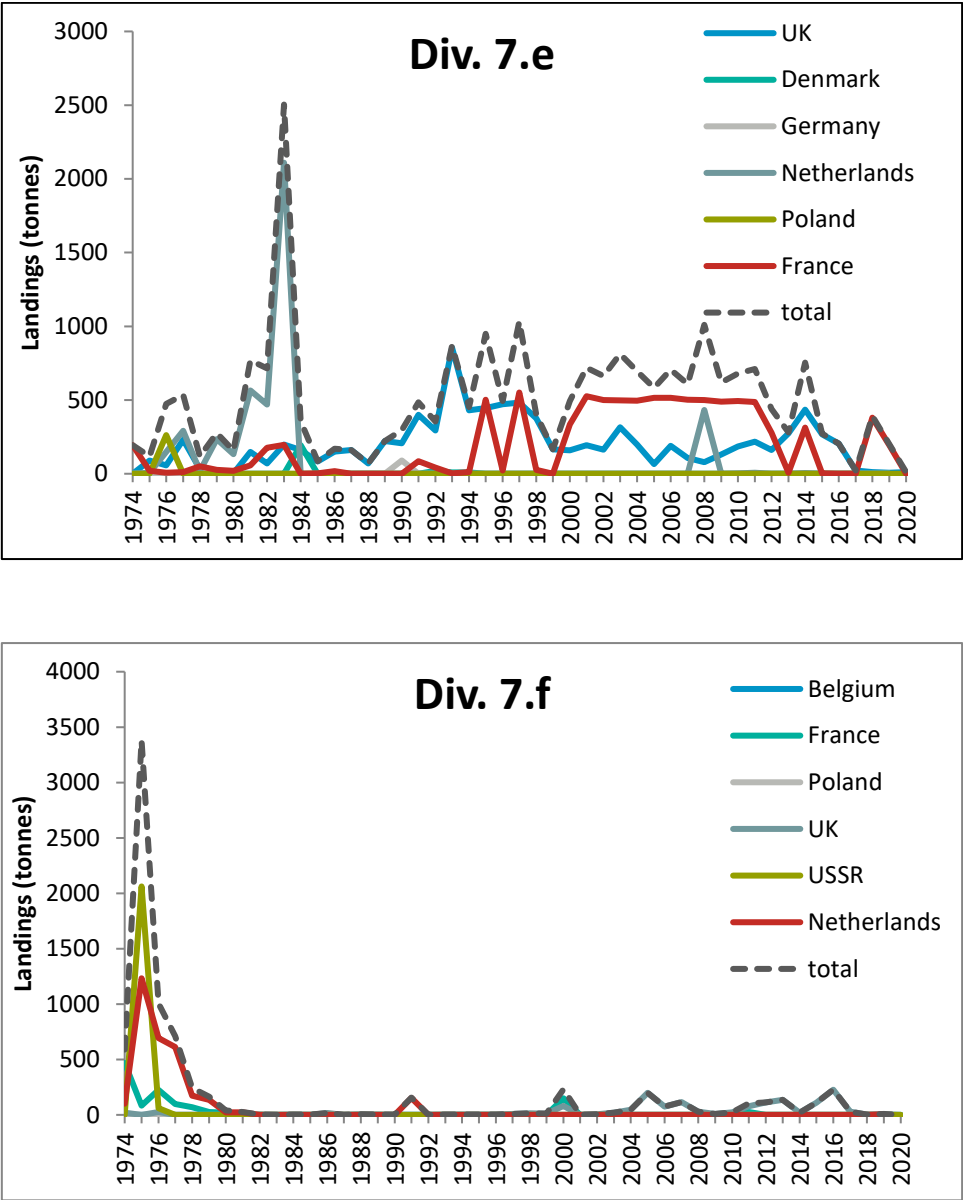 Div. 7.e
Landings (tonnes)
3000
2500
2000
1500
1000
500
0
UK
Denmark
Germany
Netherlands
Poland
France
total
1974 1976 1978 1980 1982 1984 1986 1988 1990 1992 1994 1996 1998 2000 2002 2004 2006 2008 2010 2012 2014 2016 2018 2020
Div. 7.f
Landings (tonnes)
4000
3500
3000
2500
2000
1500
1000
500
0
Belgium
France
Poland
UK
USSR
Netherlands
total
1974 1976 1978 1980 1982 1984 1986 1988 1990 1992 1994 1996 1998 2000 2002 2004 2006 2008 2010 2012 2014 2016 2018 2020